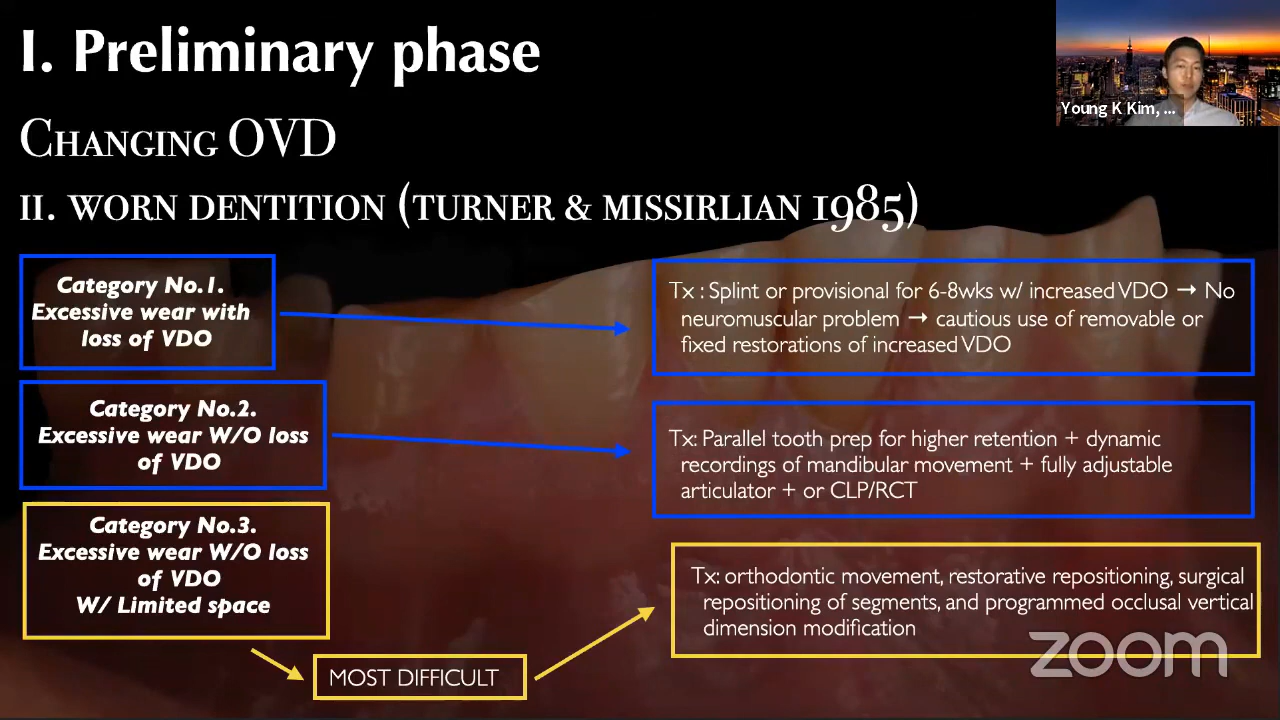 I. Preliminary phase
Young K Kim, ...
Changing OVD
II. worn dentition (Turner & Missirlian 1985)
Category No.1.
Excessive wear with
loss of VDO
Tx : Splint or provisional for 6-8wks w/ increased VDO → No
neuromuscular problem → cautious use of removable or
fixed restorations of increased VDO
Category No.2.
Excessive wear W/O loss
of VDO
Tx: Parallel tooth prep for higher retention + dynamic
recordings of mandibular movement + fully adjustable
articulator + or CLP/RCT
Category No.3.
Excessive wear W/O loss
of VDO
W/ Limited space
Tx: orthodontic movement, restorative repositioning, surgical
repositioning of segments, and programmed occlusal vertical
dimension modification
MOST DIFFICULT
zoom